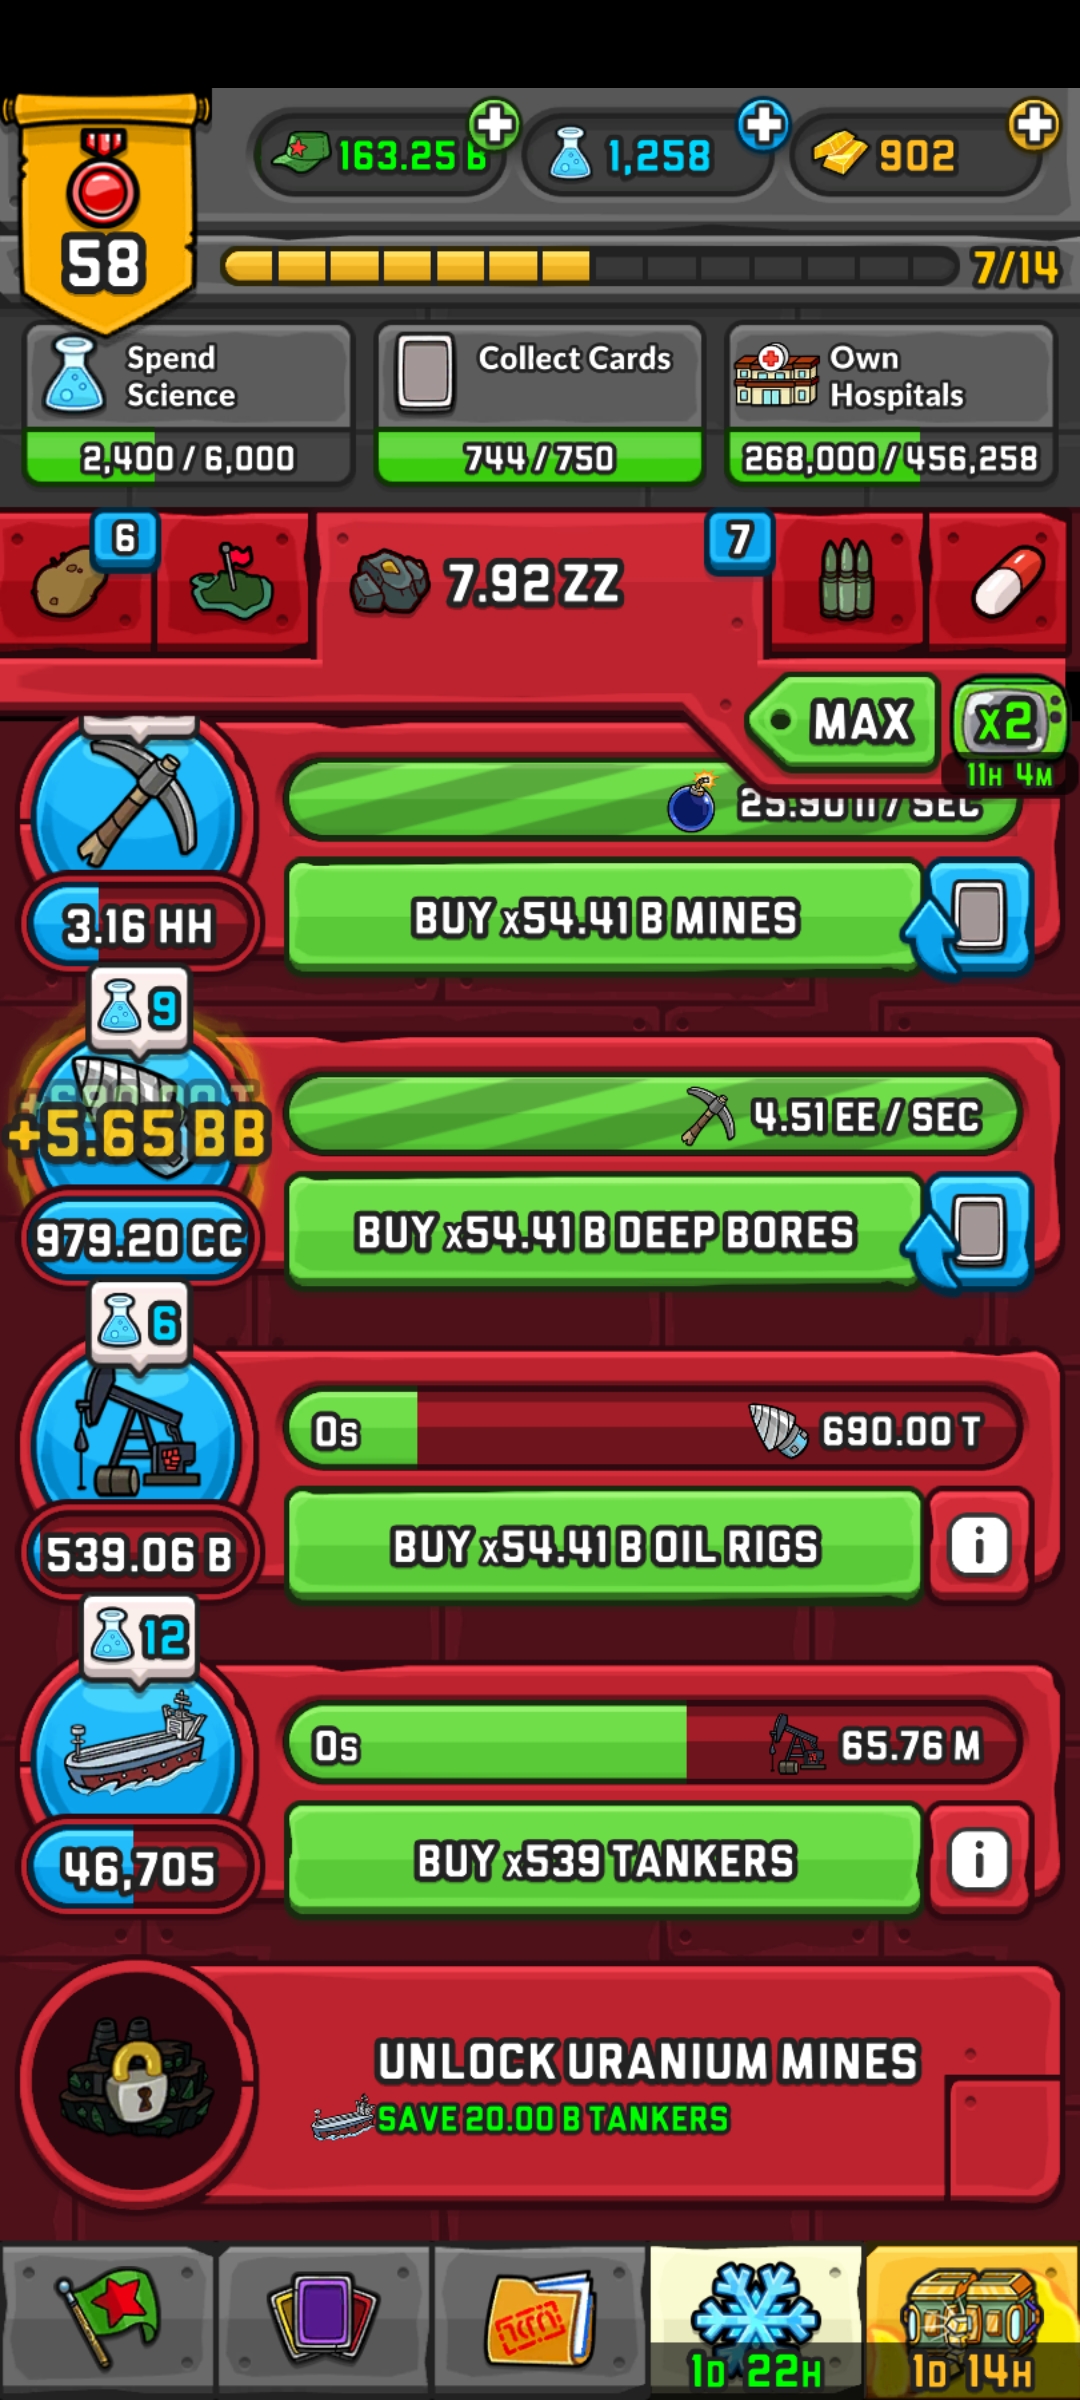 163.25 B
1,258
902
58
7/14
Spend
Science
Collect Cards
Own
Hospitals
2,400 / 6,000
744 / 750
268,000 / 456,258
6
7.92 ZZ
7
MAX
x2
11H 4M
/ SEC
BUY x54.41 B MINES
3.16 HH
9
+5.65 BB
4.51 EE / SEC
979.20 CC
BUY x54.41 B DEEP BORES
6
0s
690.00 T
539.06 B
BUY x54.41 B OIL RIGS
i
12
0s
65.76 M
46,705
BUY x539 TANKERS
i
UNLOCK URANIUM MINES
SAVE 20.00 B TANKERS
1D 22H
1D 14H